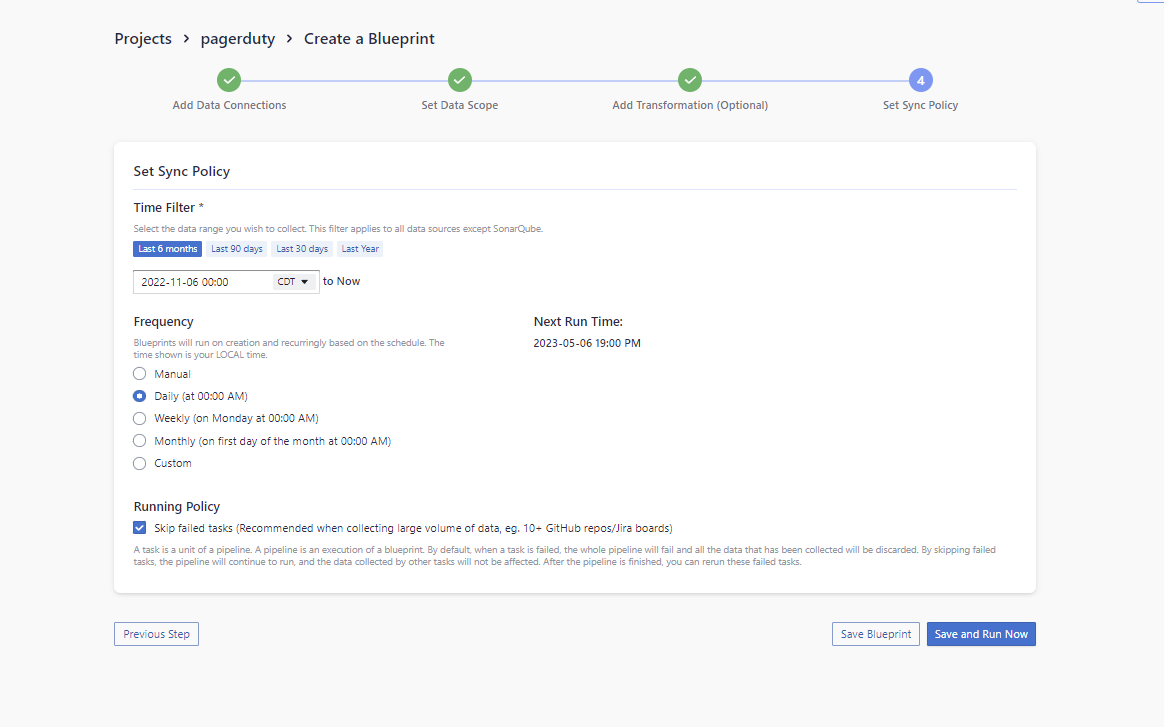 Projects > pagerduty > Create a Blueprint
4
Add Data Connections
Set Data Scope
Add Transformation (Optional)
Set Sync Policy
Set Sync Policy
Time Filter *
Select the data range you wish to collect. This filter applies to all data sources except SonarQube.
Last 6 months
Last 90 days
Last 30 days
Last Year
2022-11-06 00:00 CDT to Now
Frequency
Blueprints will run on creation and recurringly based on the schedule. The
time shown is your LOCAL time.
Manual
Daily (at 00:00 AM)
Weekly (on Monday at 00:00 AM)
Monthly (on first day of the month at 00:00 AM)
Custom
Next Run Time:
2023-05-06 19:00 PM
Running Policy
Skip failed tasks (Recommended when collecting large volume of data, eg. 10+ GitHub repos/Jira boards)
A task is a unit of a pipeline. A pipeline is an execution of a blueprint. By default, when a task is failed, the whole pipeline will fail and all the data that has been collected will be discarded. By skipping failed
tasks, the pipeline will continue to run, and the data collected by other tasks will not be affected. After the pipeline is finished, you can rerun these failed tasks.
Previous Step
Save Blueprint
Save and Run Now